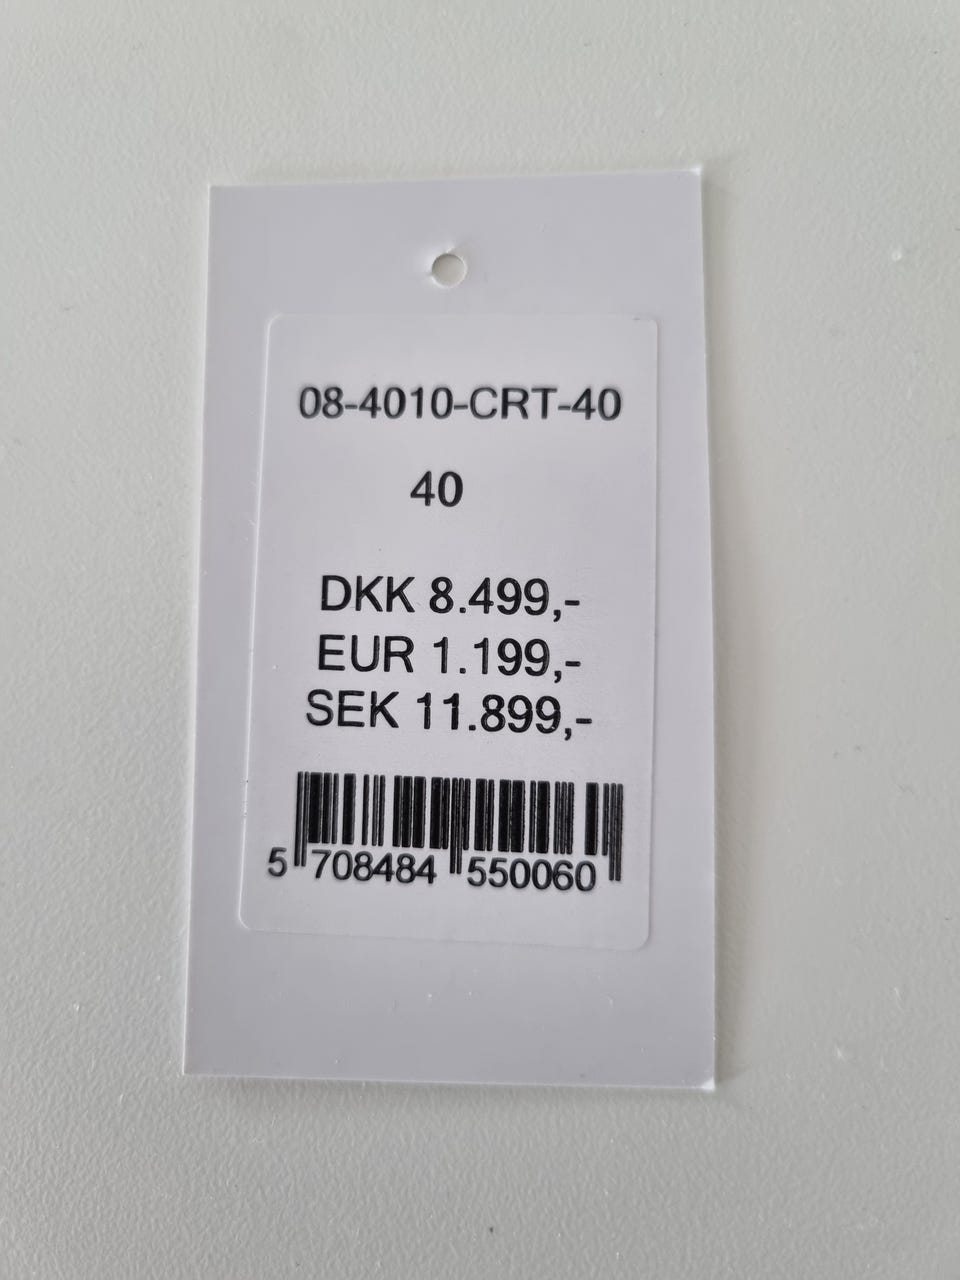 08-4010-CRT-40
40
DKK 8.499,-
EUR 1.199,-
SEK 11.899,-
5 708484 550060